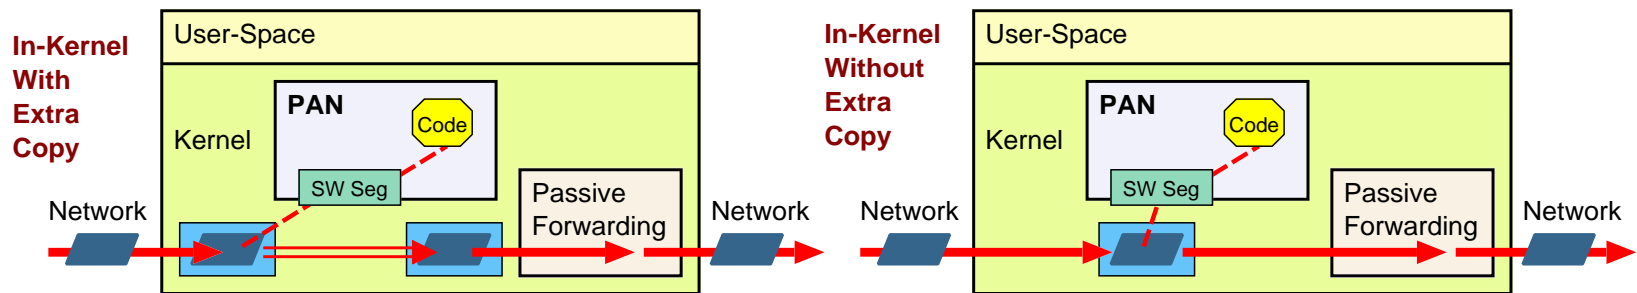 In-Kernel
With
Extra
Copy
User-Space
PAN
Code
Kernel
SW Seg
Passive
Forwarding
Network
Network
In-Kernel
Without
Extra
Copy
User-Space
PAN
Code
Kernel
SW Seg
Passive
Forwarding
Network
Network